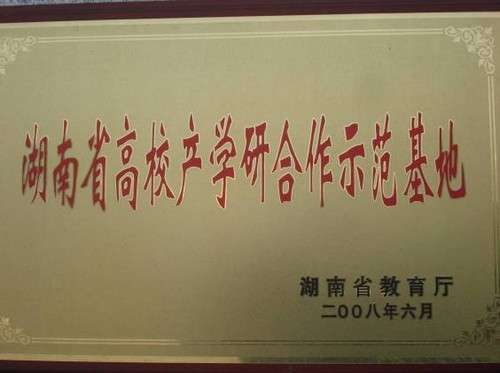 湖南省高校产学研合作示范基地
湖南省教育厅
二00八年六月